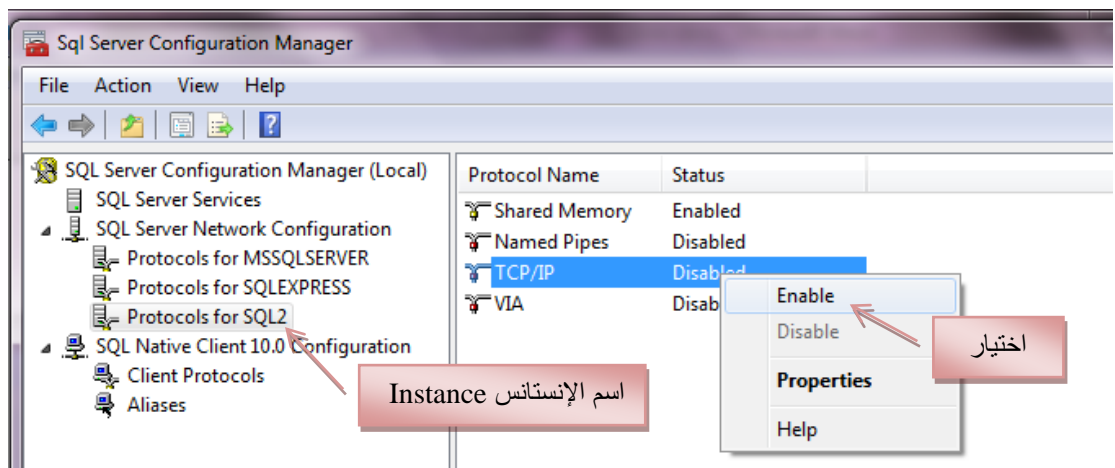 Sql Server Configuration Manager
File Action View Help
SQL Server Configuration Manager (Local)
SQL Server Services
SQL Server Network Configuration
Protocols for MSSQLSERVER
Protocols for SQLEXPRESS
Protocols for SQL2
SQL Native Client 10.0 Configuration
Client Protocols
Aliases
Protocol Name Status
Shared Memory Enabled
Named Pipes Disabled
TCP/IP Disabled
VIA Disab
Enable
Disable
Properties
Help
اختيار
اسم الإنستانس Instance